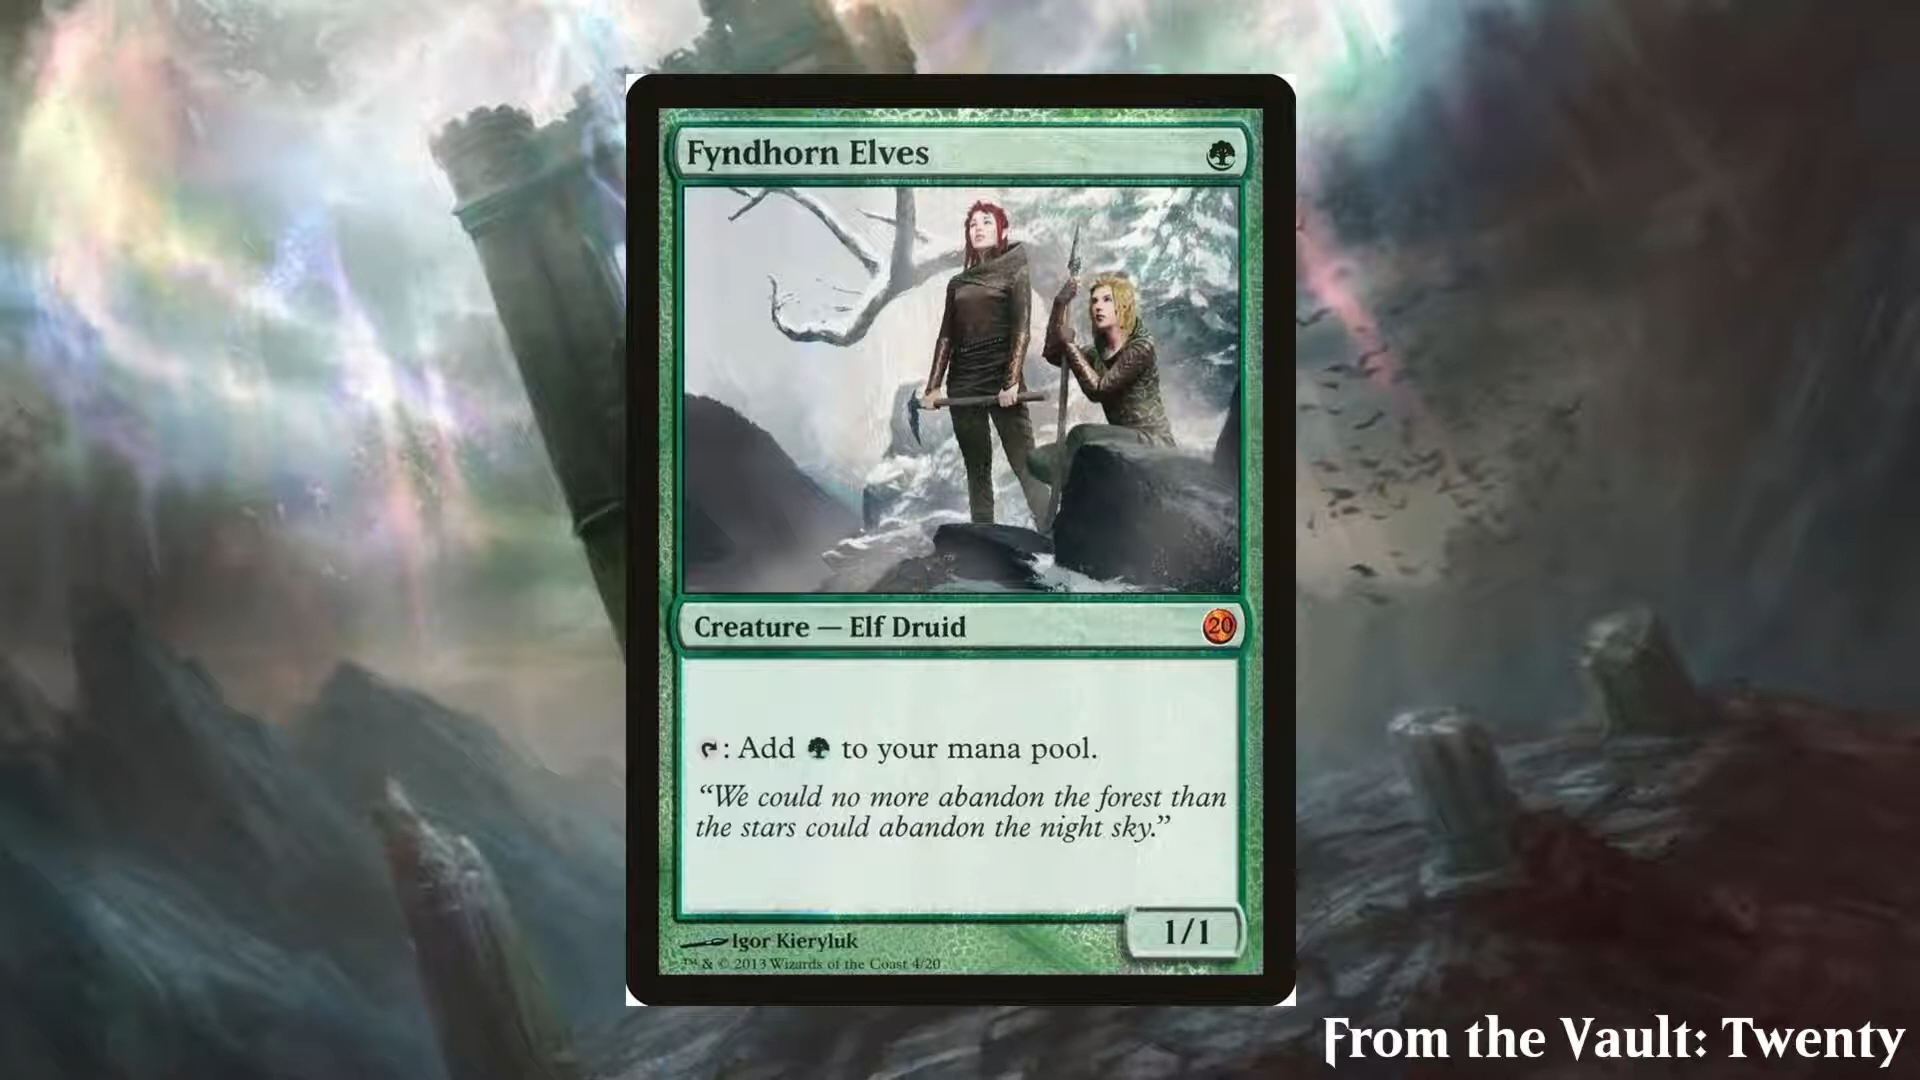 Fyndhorn Elves
Creature — Elf Druid
20
: Add to your mana pool.
“We could no more abandon the forest than
the stars could abandon the night sky.”
1/1
Igor Kieryluk
™ & © 2013 Wizards of the Coast 4/20
From the Vault: Twenty